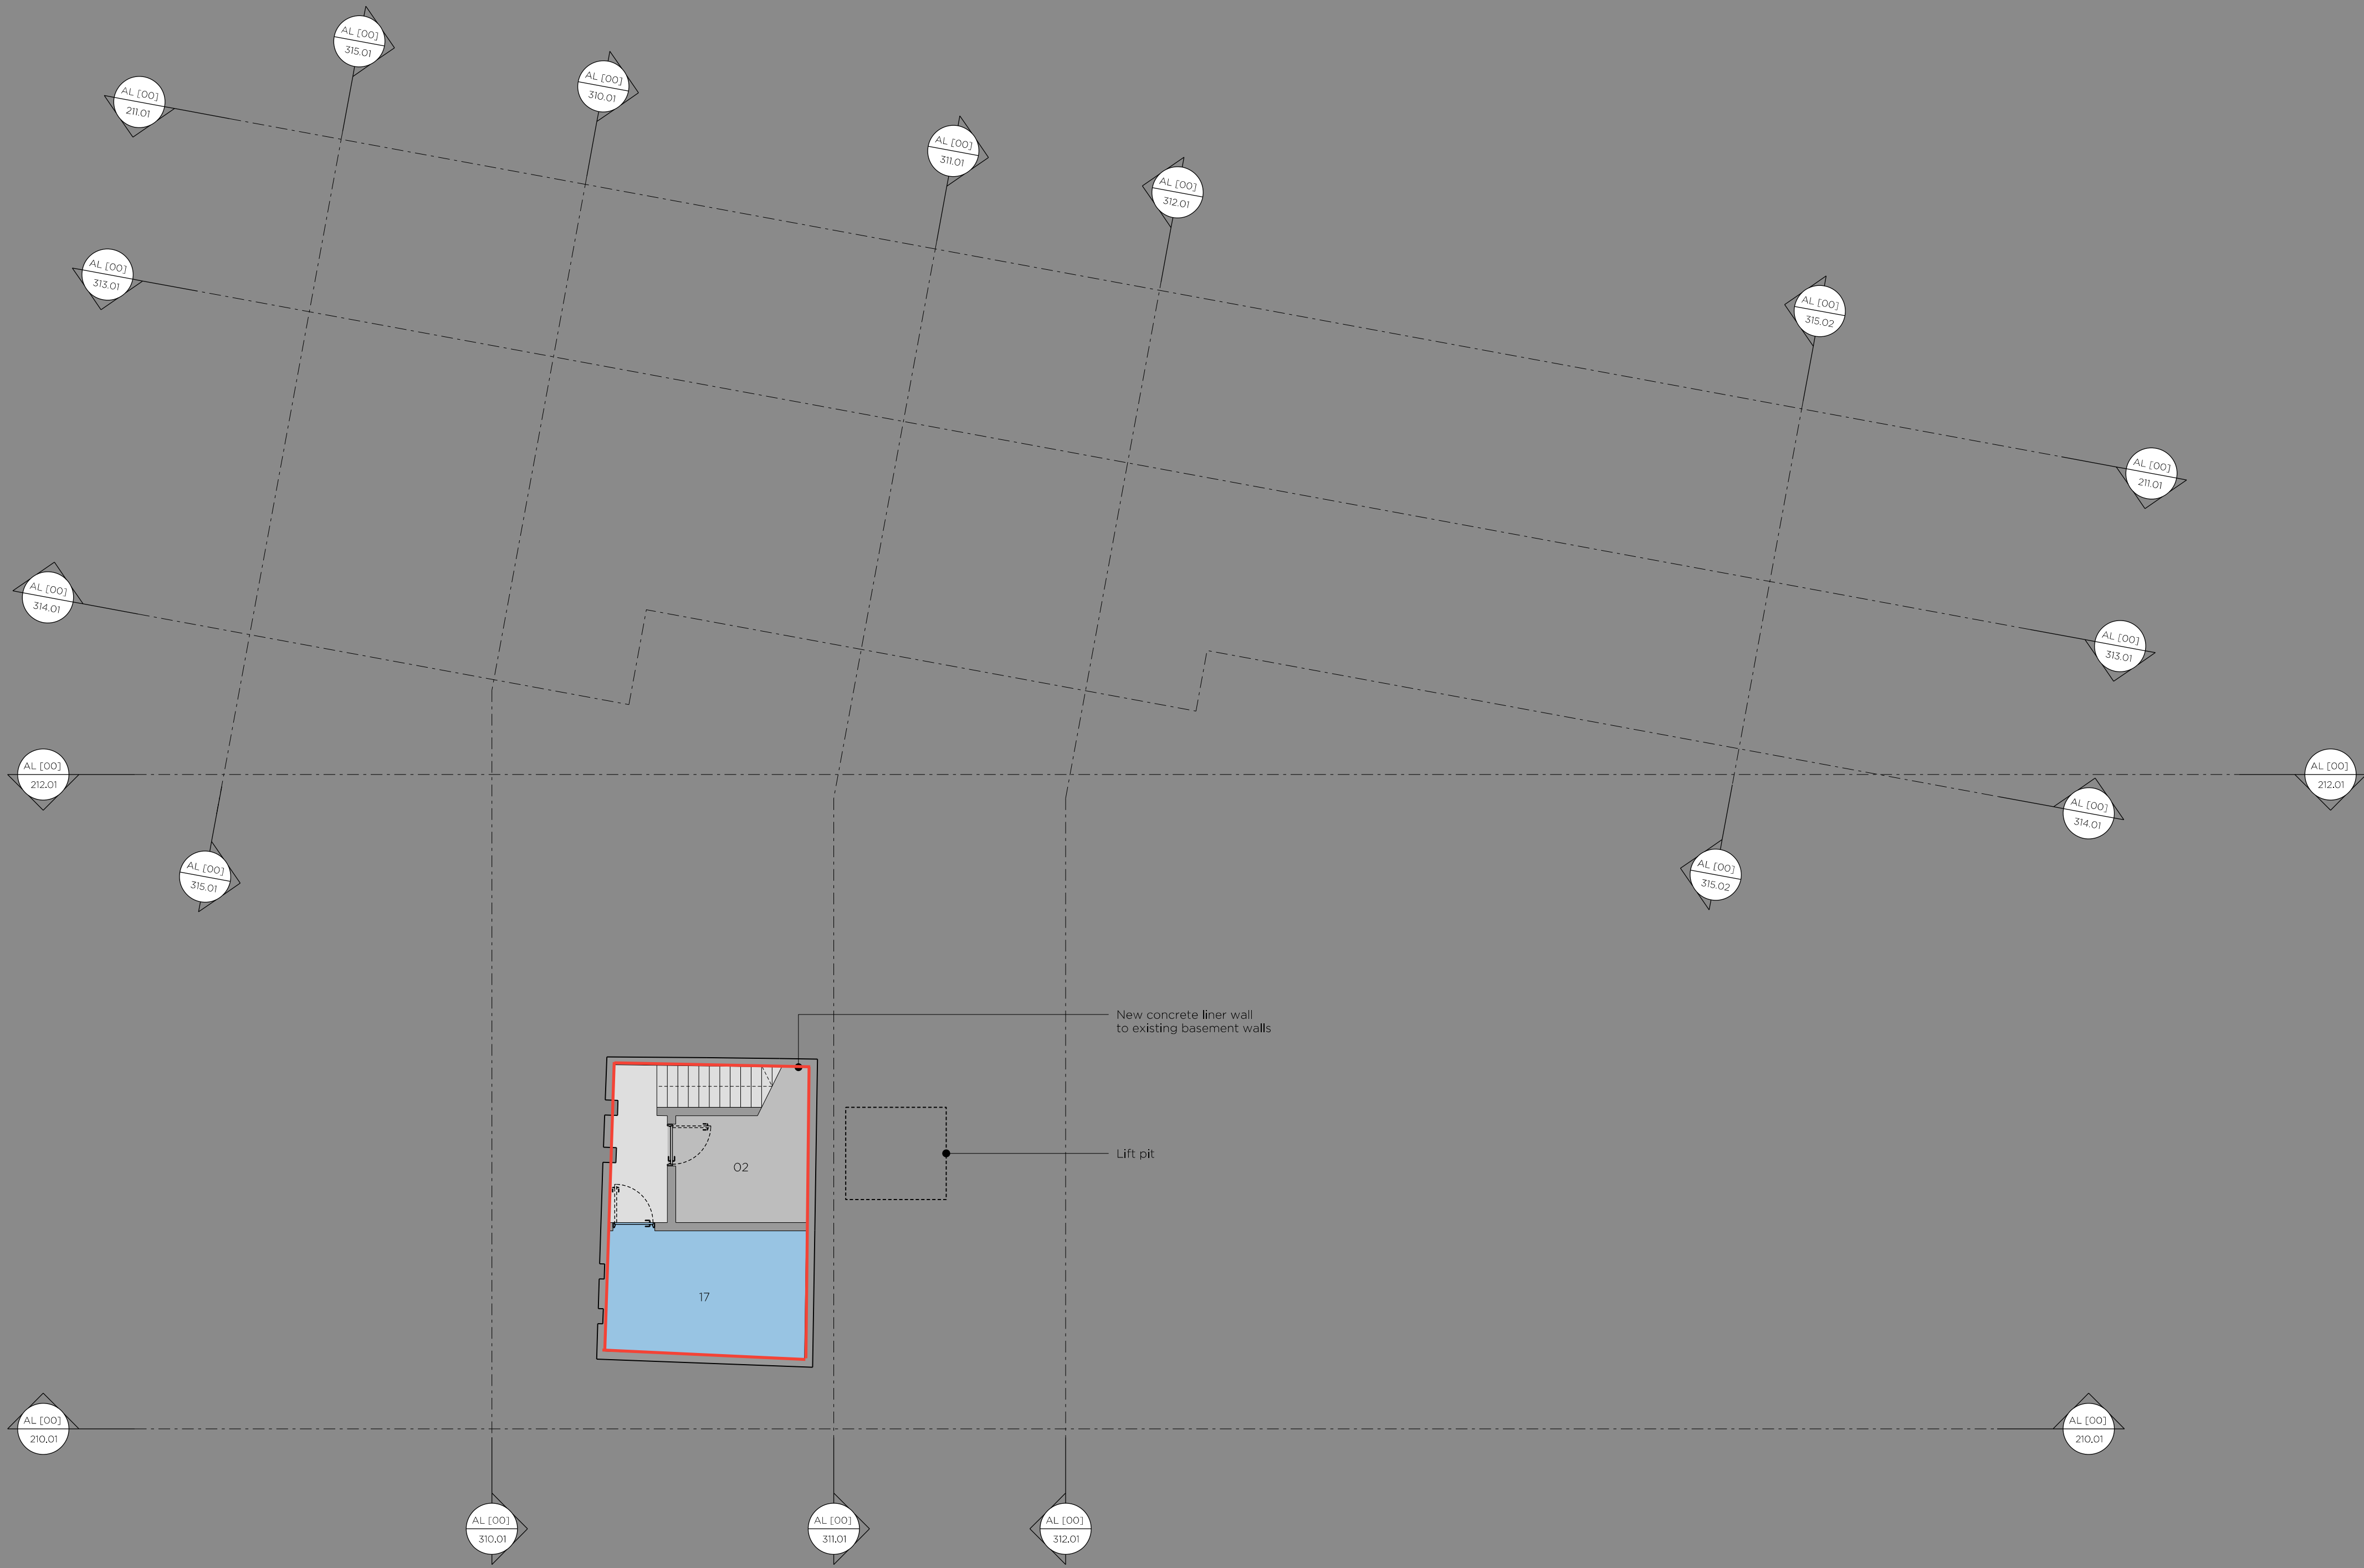 AL [00]
315.01
AL [00]
310.01
AL [00]
211.01
AL [00]
311.01
AL [00]
312.01
AL [00]
313.01
AL [00]
315.02
AL [00]
211.01
AL [00]
314.01
AL [00]
313.01
AL [00]
212.01
AL [00]
212.01
AL [00]
314.01
AL [00]
315.01
AL [00]
315.02
New concrete liner wall
to existing basement walls
Lift pit
02
17
AL [00]
210.01
AL [00]
210.01
AL [00]
310.01
AL [00]
311.01
AL [00]
312.01